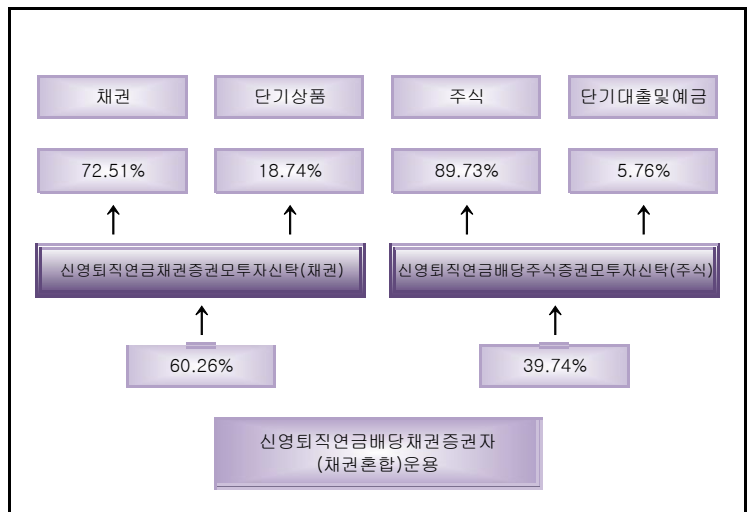 채권
단기상품
주식
단기대출및예금
72.51%
18.74%
89.73%
5.76%
신영퇴직연금채권증권모투자신탁(채권)
신영퇴직연금배당주식증권모투자신탁(주식)
60.26%
39.74%
신영퇴직연금배당채권증권자
(채권혼합)운용